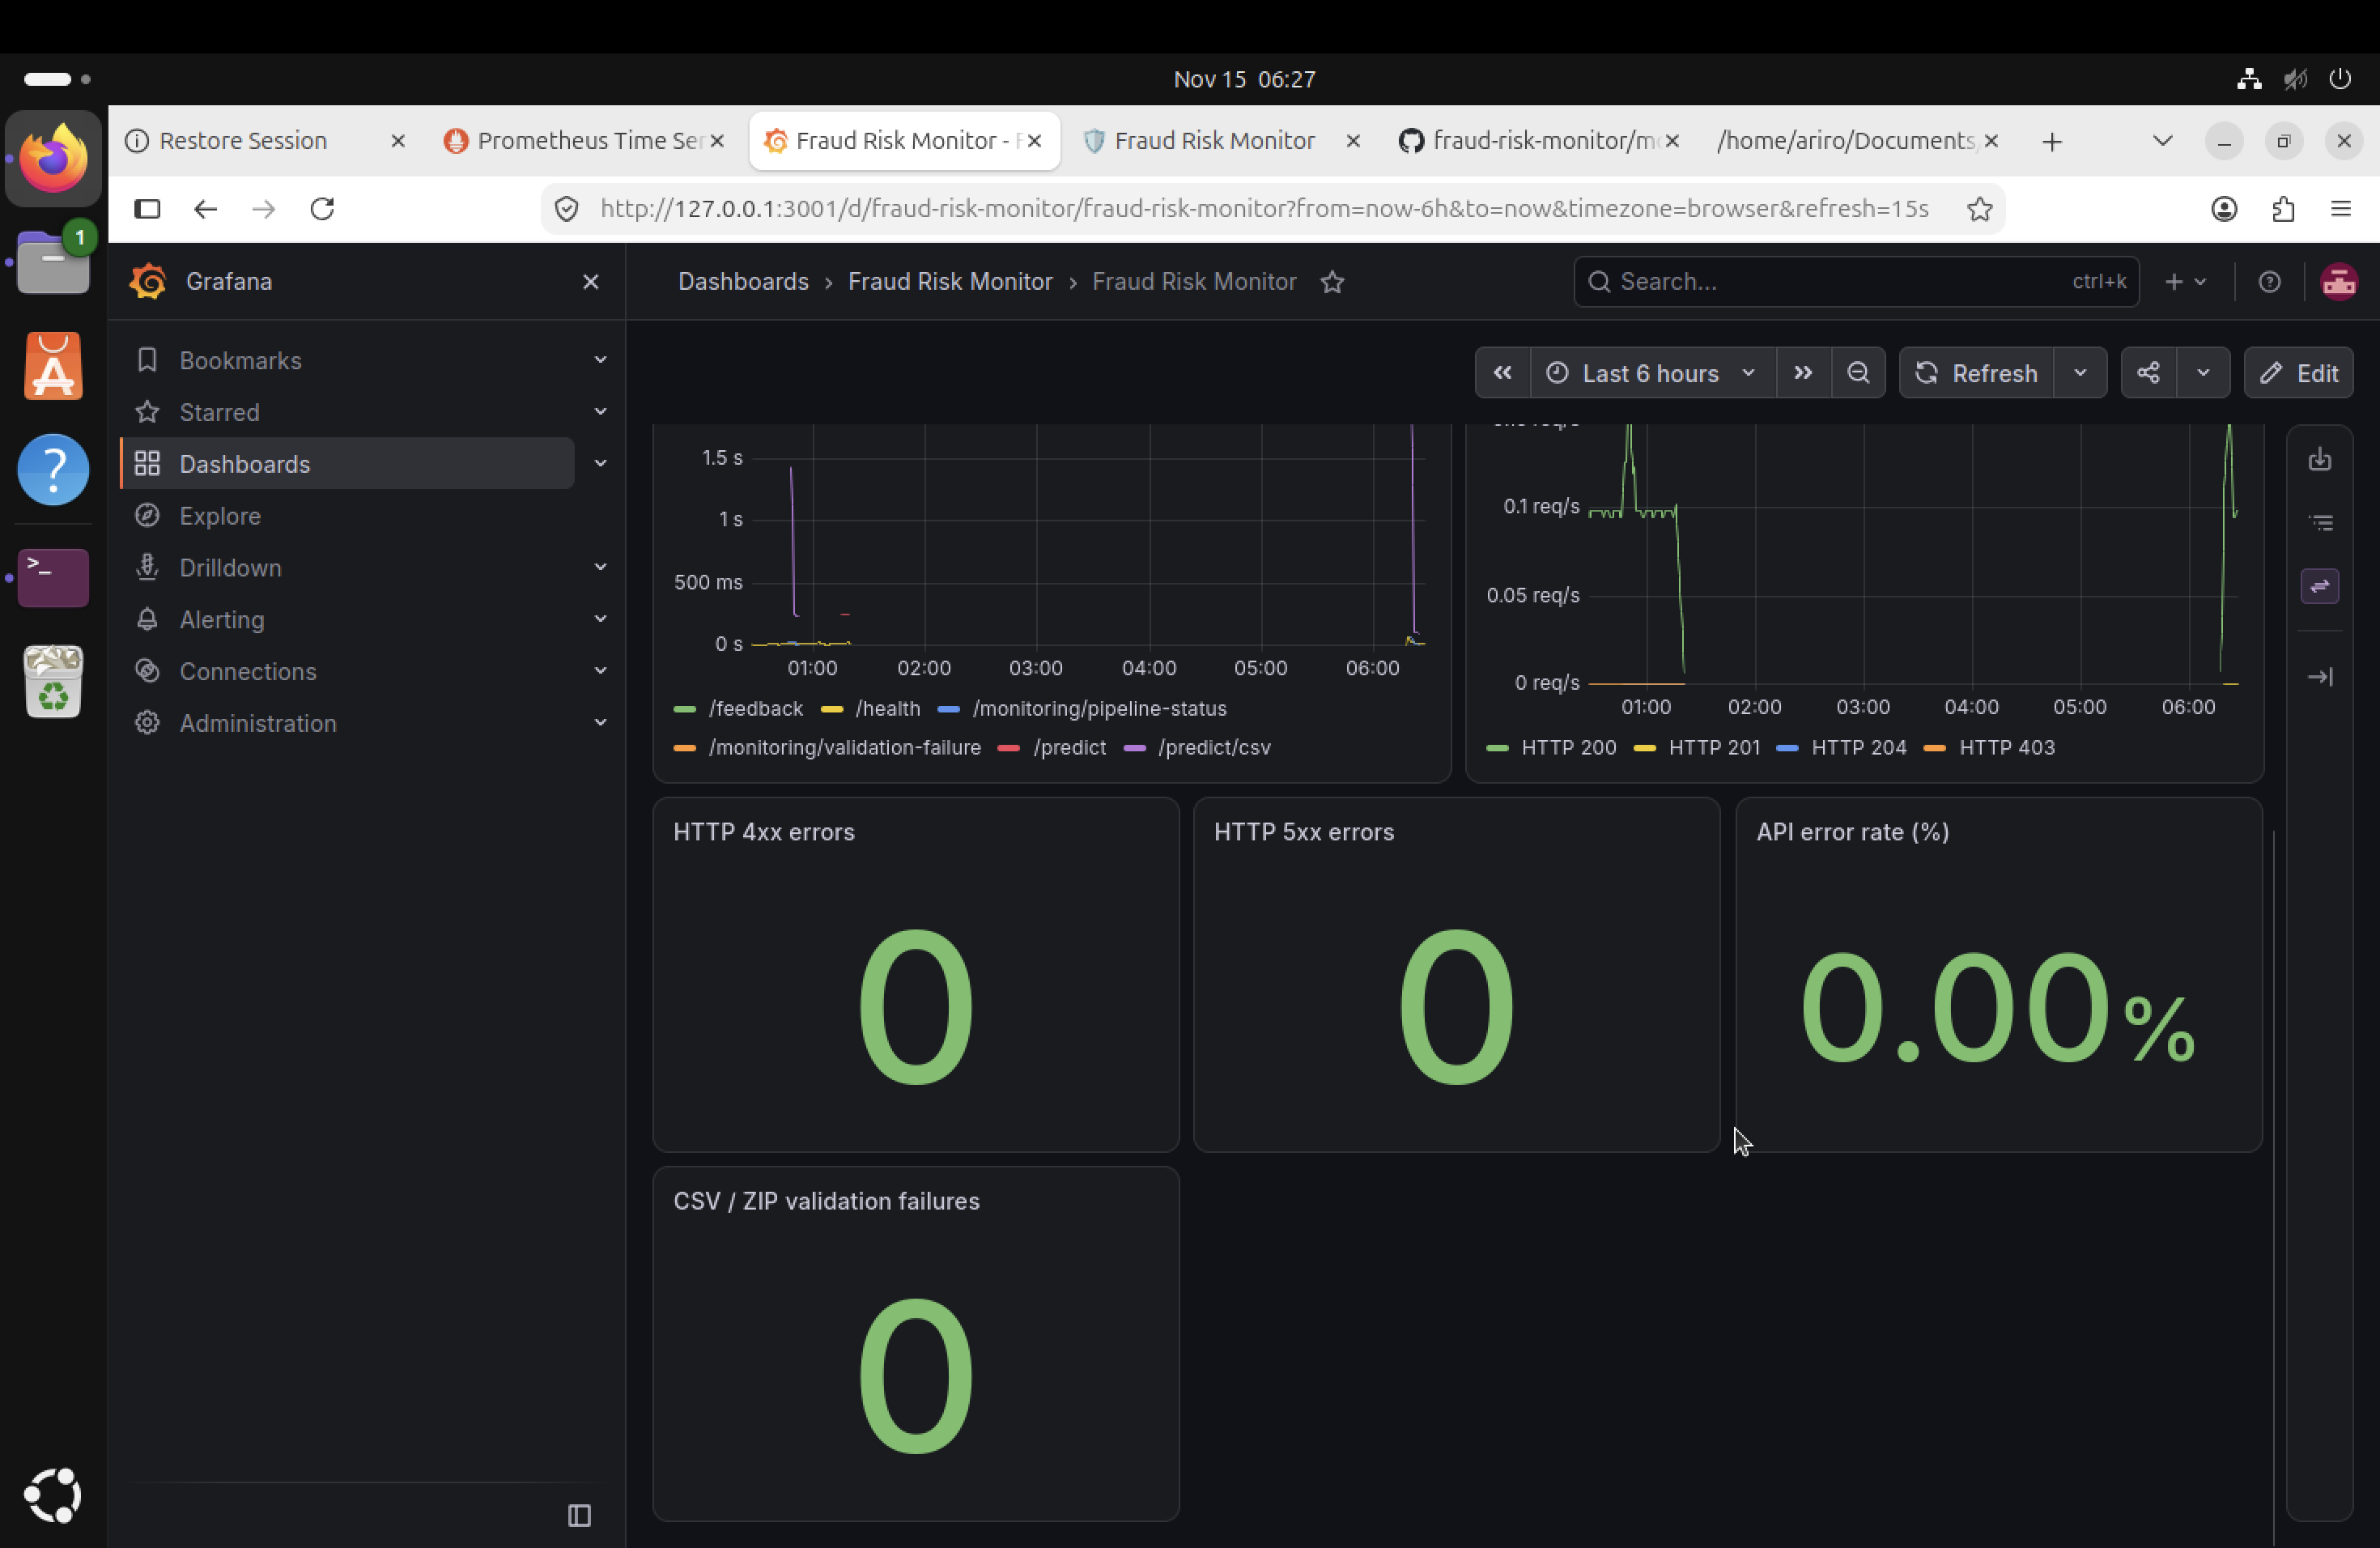 Nov 15 06:27
Restore Session
Prometheus Time Ser
Fraud Risk Monitor - F
Fraud Risk Monitor
fraud-risk-monitor/mo
/home/ariro/Documents/
http://127.0.0.1:3001/d/fraud-risk-monitor/fraud-risk-monitor?from=now-6h&to=now&timezone=browser&refresh=15s
1
Grafana
Dashboards › Fraud Risk Monitor › Fraud Risk Monitor
Search...
ctrl+k
Bookmarks
Starred
Dashboards
Explore
Drilldown
Alerting
Connections
Administration
Last 6 hours
Refresh
Edit
1.5 s
1 s
500 ms
0 s
01:00 02:00 03:00 04:00 05:00 06:00
/feedback /health /monitoring/pipeline-status
/monitoring/validation-failure /predict /predict/csv
0.1 req/s
0.05 req/s
0 req/s
01:00 02:00 03:00 04:00 05:00 06:00
HTTP 200 HTTP 201 HTTP 204 HTTP 403
HTTP 4xx errors
0
HTTP 5xx errors
0
API error rate (%)
0.00%
CSV / ZIP validation failures
0